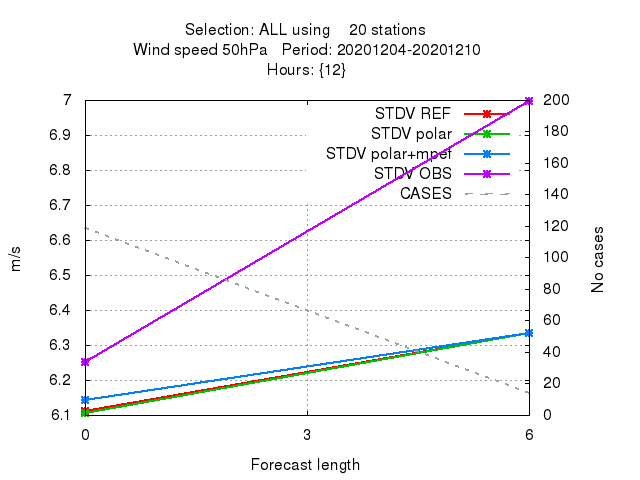 Selection: ALL using 20 stations
Wind speed 50hPa Period: 20201204-20201210
Hours: {12}
7
6.9
6.8
6.7
6.6
6.5
6.4
6.3
6.2
6.1
m/s
STDV REF
STDV polar
STDV polar+mpef
STDV OBS
CASES
200
180
160
140
120
100
80
60
40
20
0
No cases
0 3 6
Forecast length